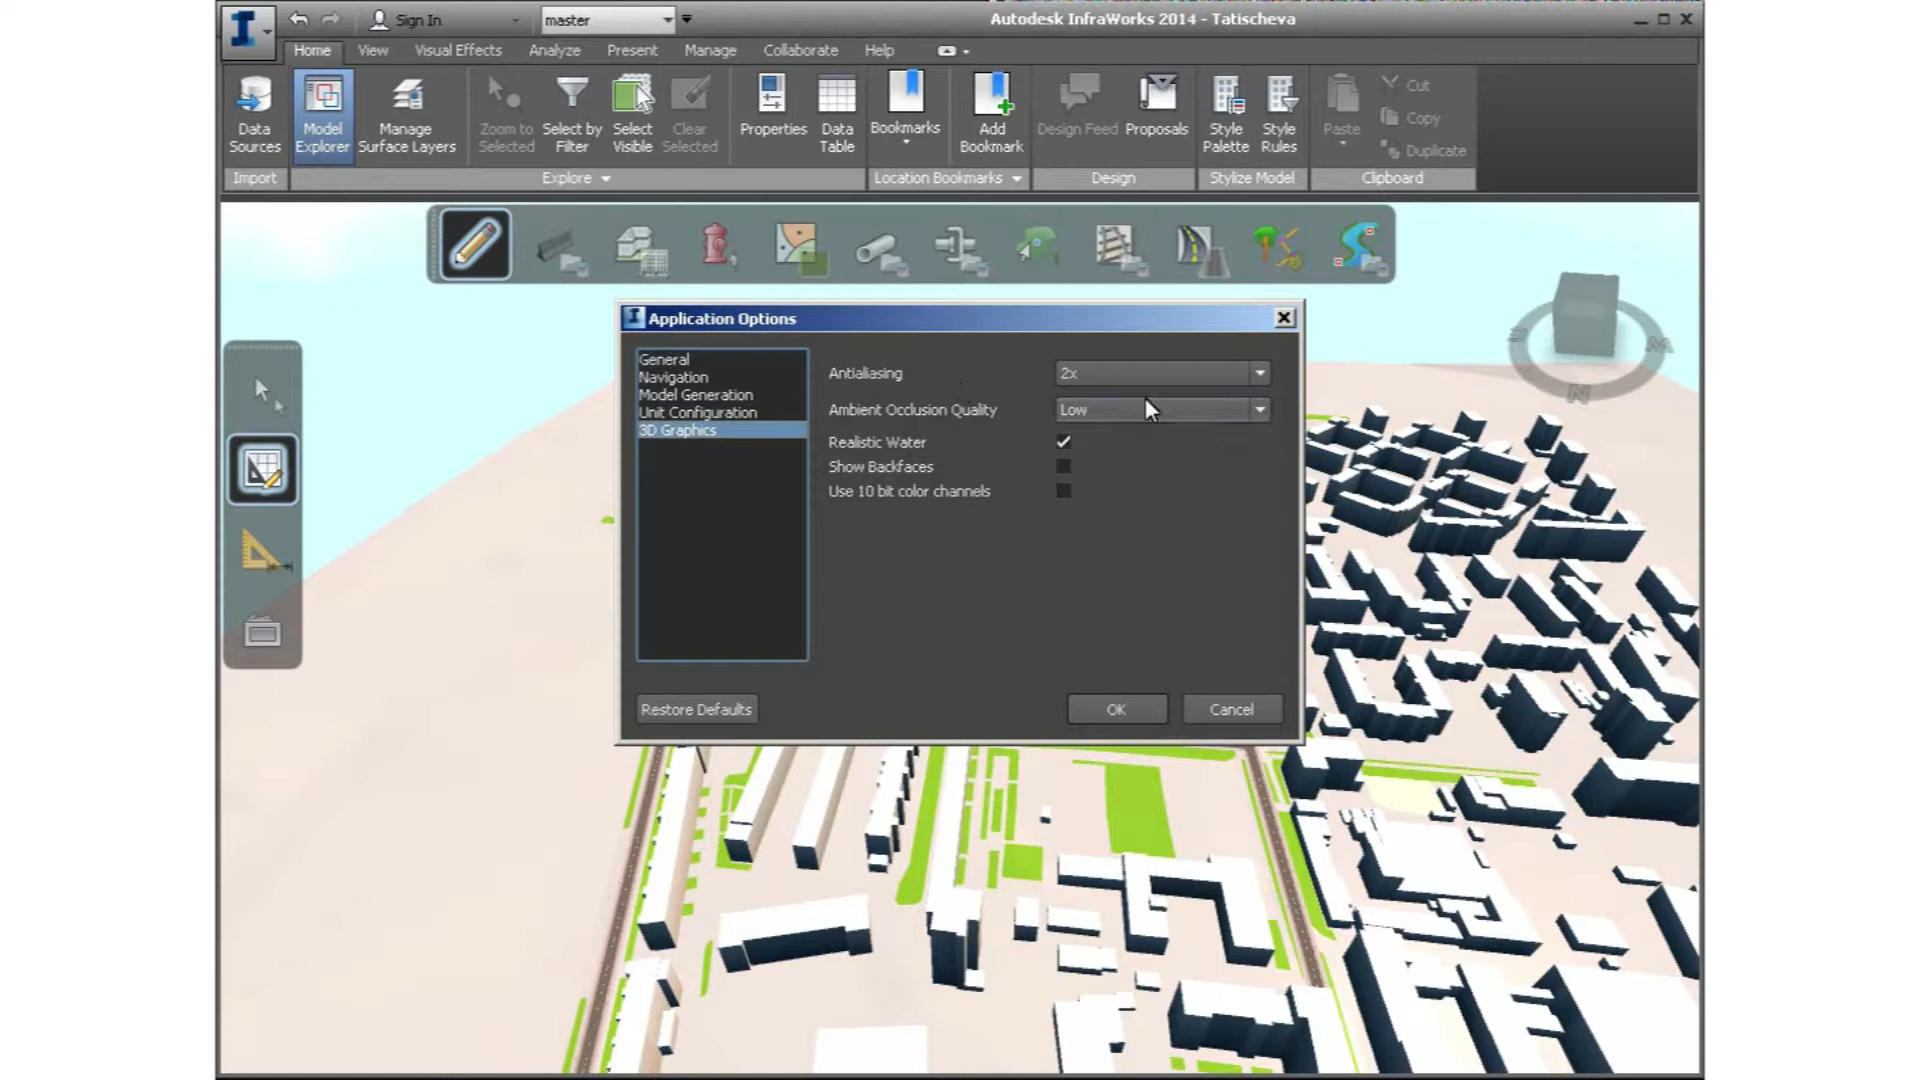 Sign In
master
Autodesk InfraWorks 2014 - Tatischeva
Home View Visual Effects Analyze Present Manage Collaborate Help
Data Sources
Model Explorer
Manage Surface Layers
Zoom to Selected
Select by Filter
Select Visible
Clear Selected
Properties
Data Table
Bookmarks
Add Bookmark
Design Feed
Proposals
Style Palette
Style Rules
Paste
Cut
Copy
Duplicate
Import Explore Location Bookmarks Design Stylize Model Clipboard
Application Options
General
Navigation
Model Generation
Unit Configuration
3D Graphics
Antialiasing 2x
Ambient Occlusion Quality Low
Realistic Water
Show Backfaces
Use 10 bit color channels
Restore Defaults OK Cancel
N